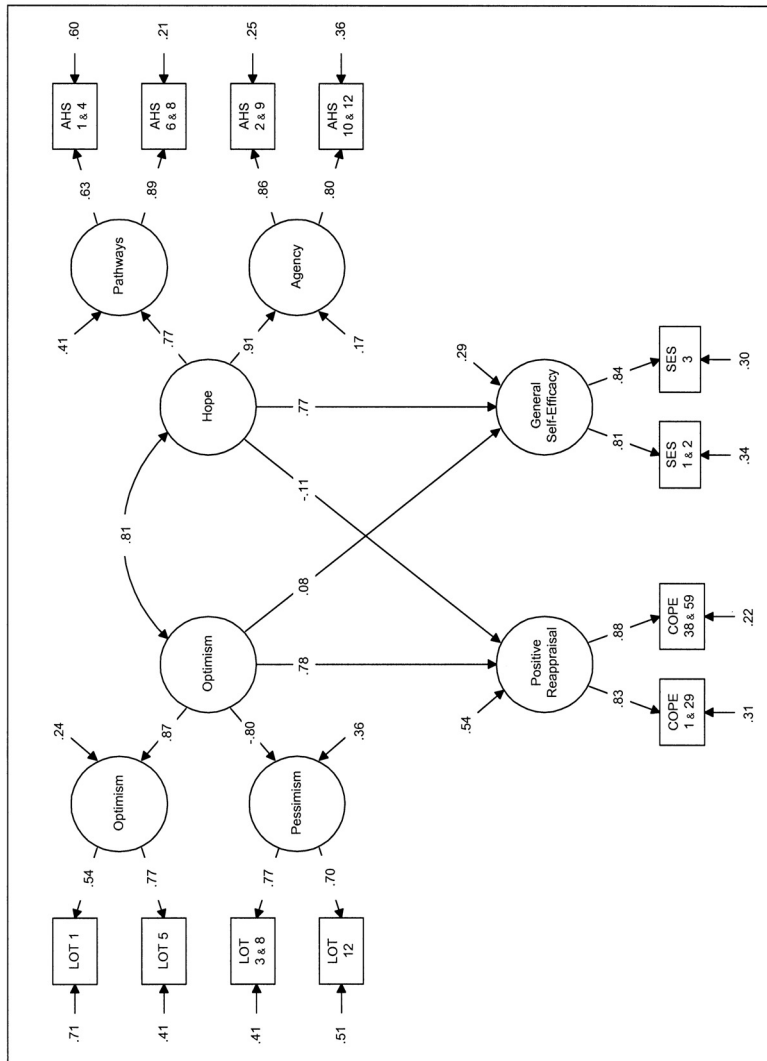 .71
LOT 1
.54
.24
Optimism
.87
.41
LOT 5
.77
.41
LOT
3 & 8
.77
Pessimism
-.80
.36
.51
LOT
12
.70
Optimism
.81
Hope
.41
Pathways
.77
.63
AHS
1 & 4
.60
.89
AHS
6 & 8
.21
.91
Agency
.17
.86
AHS
2 & 9
.25
.80
AHS
10 & 12
.36
.78
.08
-.11
.77
.54
Positive
Reappraisal
.29
General
Self-Efficacy
.83
.88
.81
.84
COPE
1 & 29
COPE
38 & 59
SES
1 & 2
SES
3
.31
.22
.34
.30